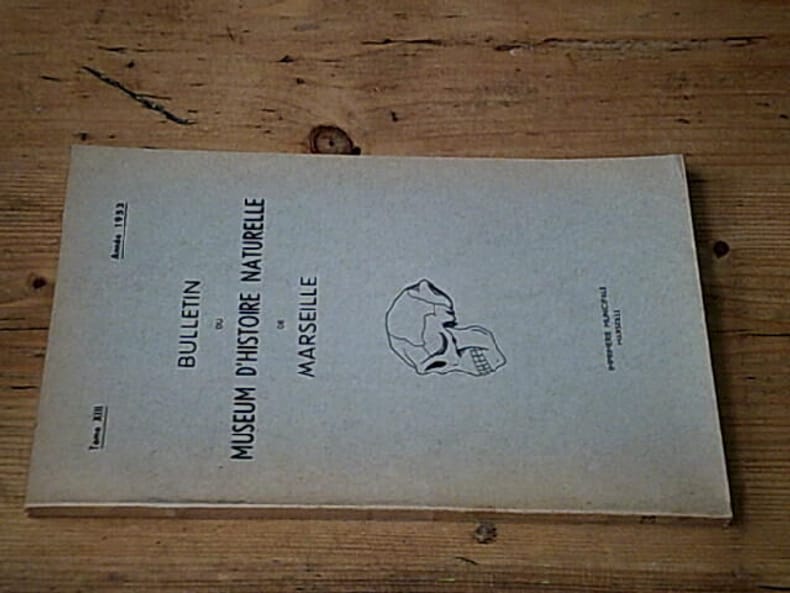 Tome XIII
Année 1953
BULLETIN
DU
MUSEUM D'HISTOIRE NATURELLE
DE
MARSEILLE
IMPRIMERIE MUNICIPALE
MARSEILLE